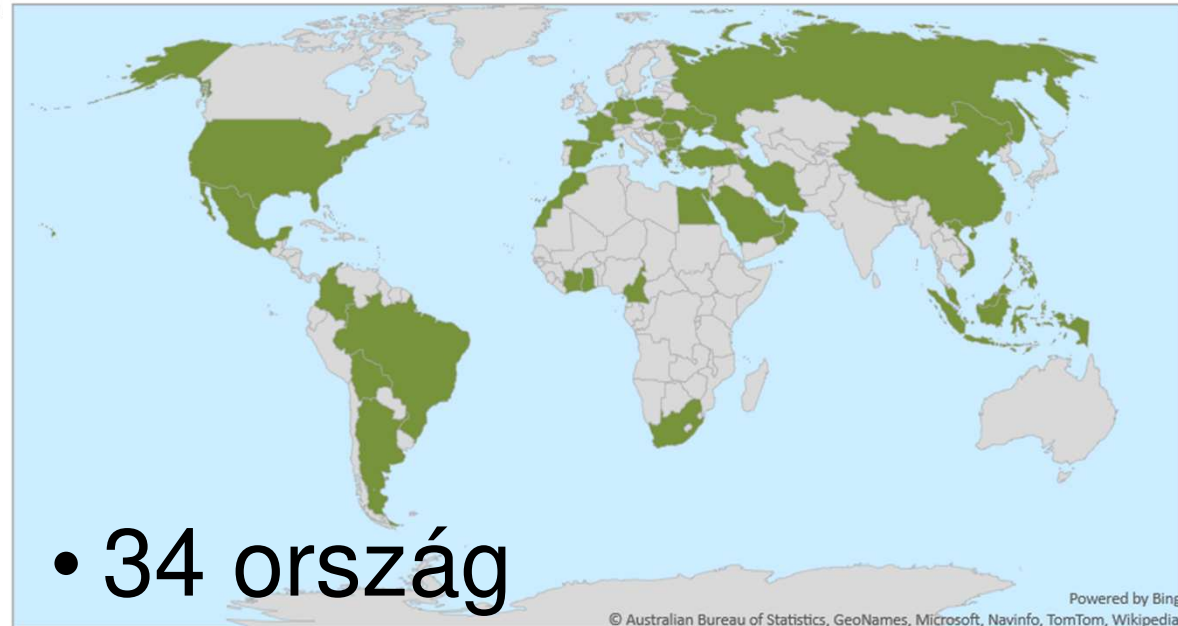 • 34 ország
Powered by Bing
© Australian Bureau of Statistics, GeoNames, Microsoft, Navinfo, TomTom, Wikipedia